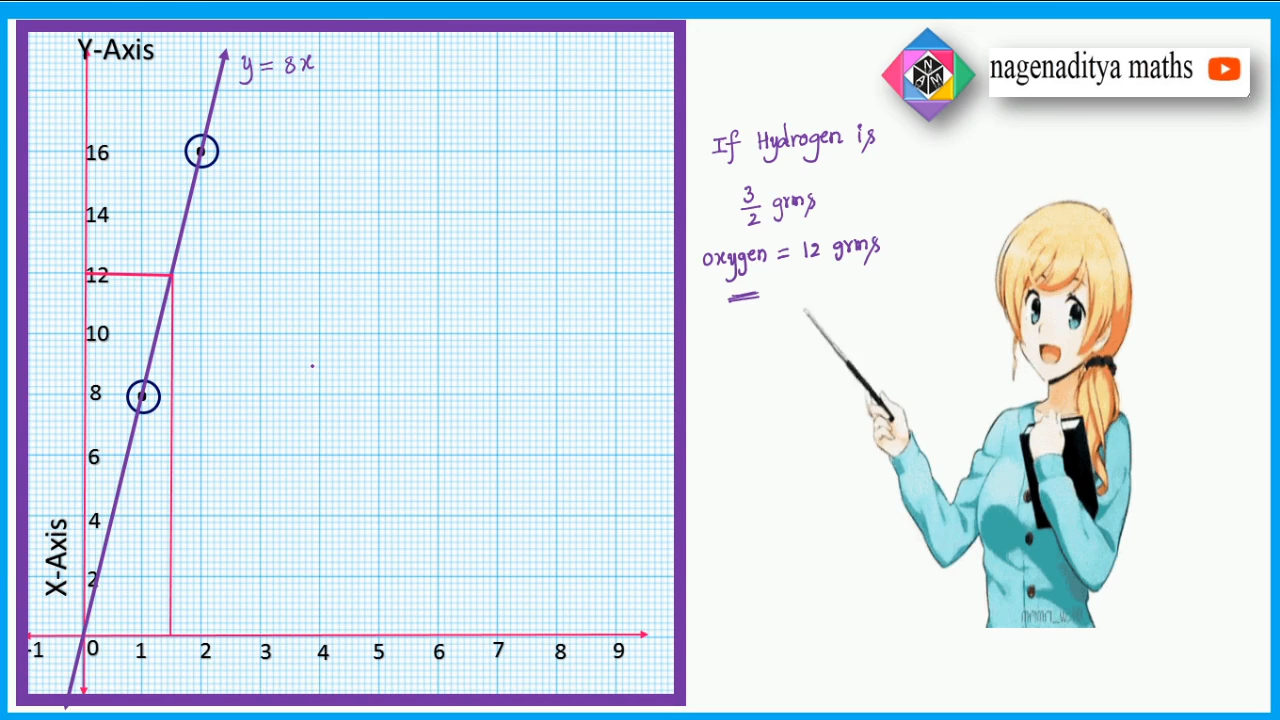 Y-Axis
y = 8x
16
14
12
10
8
6
4
2
X-Axis
-1 0 1 2 3 4 5 6 7 8 9
nagenaditya maths
N
A M
If Hydrogen is
3/2 grms
oxygen = 12 grms